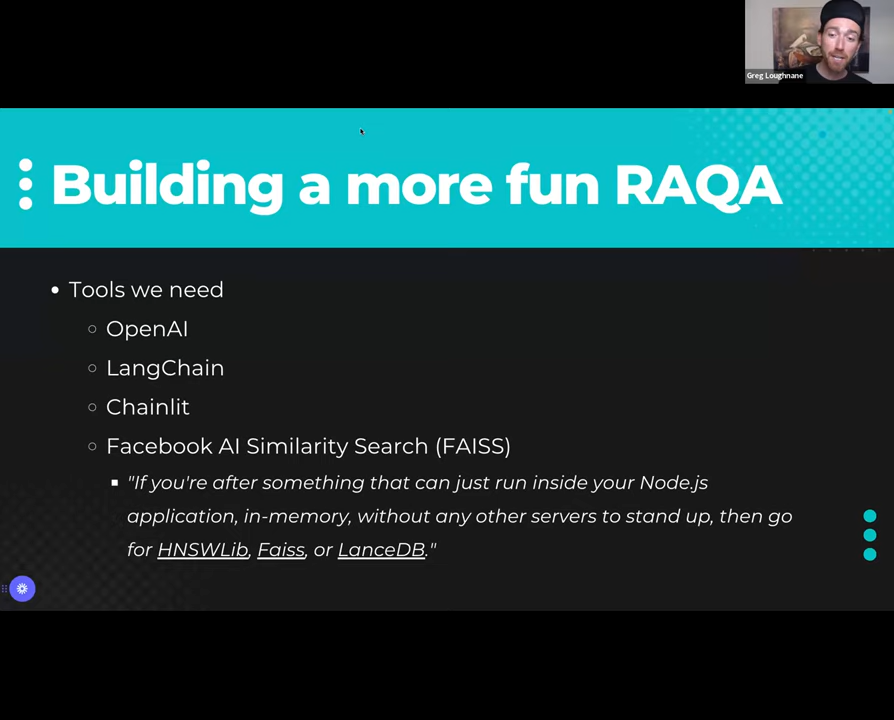 Greg Loughnane
Building a more fun RAQA
Tools we need
OpenAI
LangChain
Chainlit
Facebook AI Similarity Search (FAISS)
"If you're after something that can just run inside your Node.js
application, in-memory, without any other servers to stand up, then go
for HNSWLib, Faiss, or LanceDB."